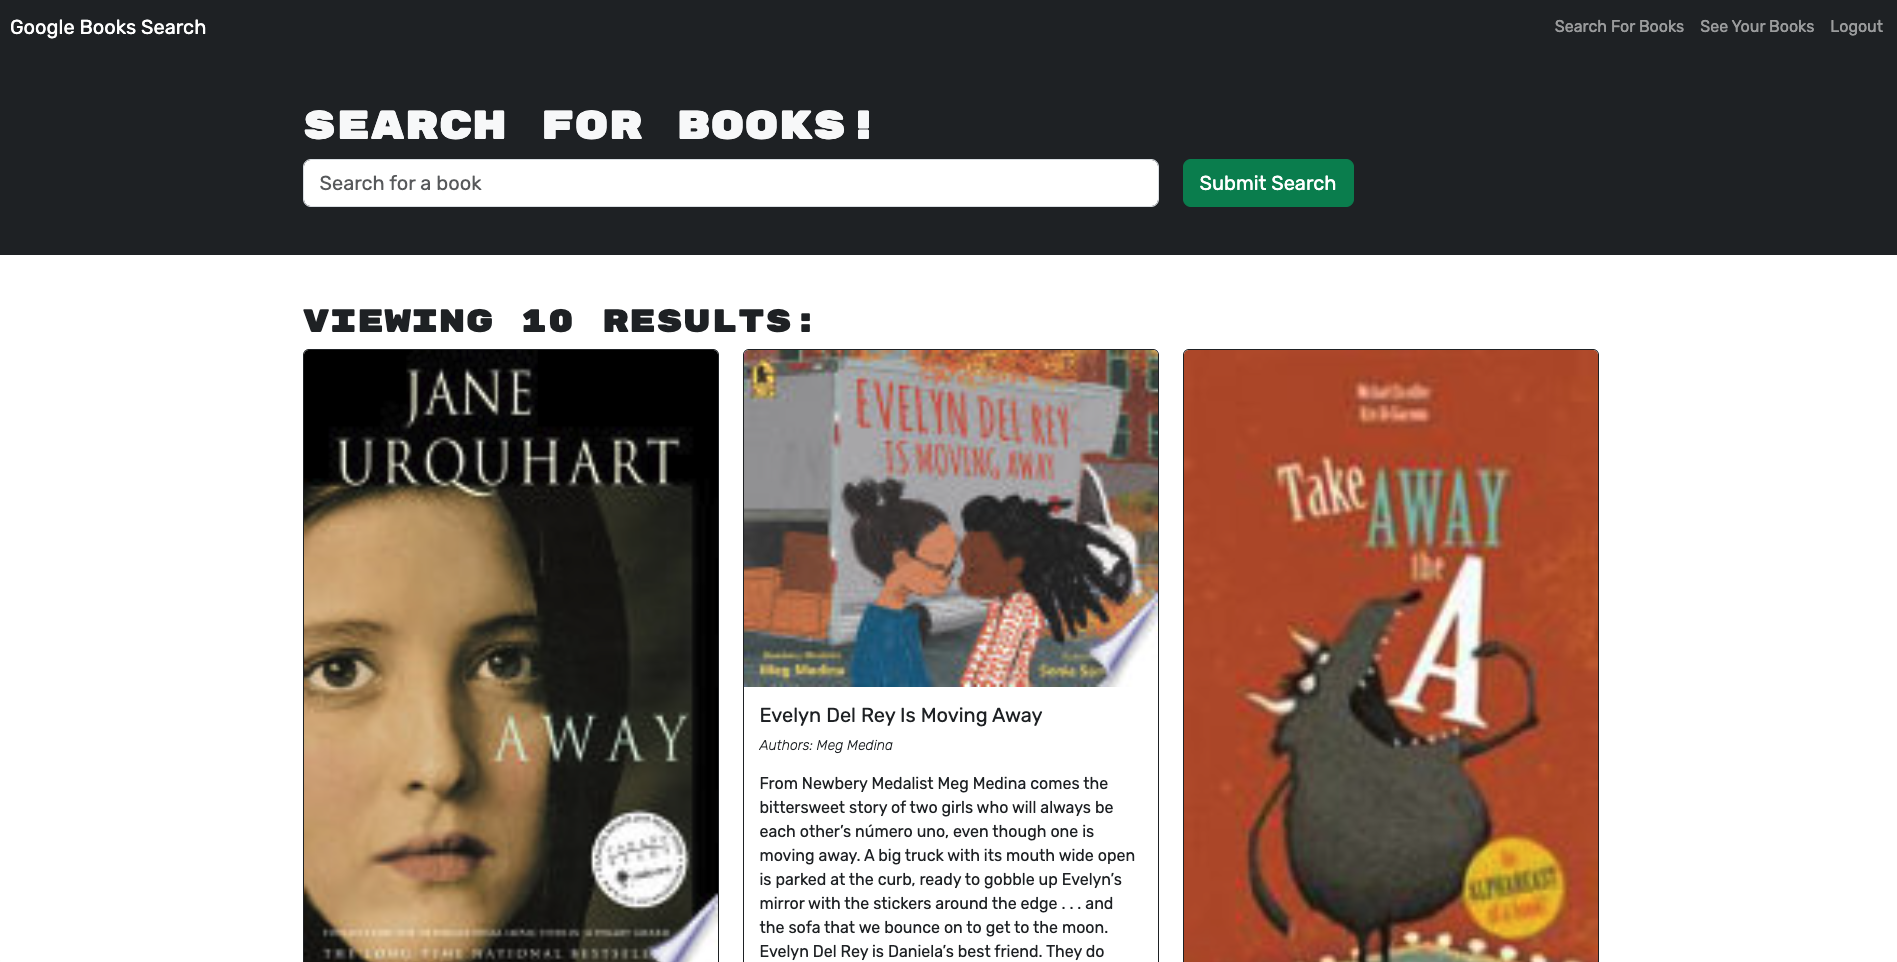 Google Books Search
Search For Books
See Your Books
Logout
SEARCH FOR BOOKS!
Search for a book
Submit Search
VIEWING 10 RESULTS:
JANE
URQUHART
AWAY
THE LONG TIME NATIONAL BESTSELLER
EVELYN DEL REY
IS MOVING AWAY
Meg Medina
Sonia
Evelyn Del Rey Is Moving Away
Authors: Meg Medina
From Newbery Medalist Meg Medina comes the
bittersweet story of two girls who will always be
each other’s número uno, even though one is
moving away. A big truck with its mouth wide open
is parked at the curb, ready to gobble up Evelyn’s
mirror with the stickers around the edge . . . and
the sofa that we bounce on to get to the moon.
Evelyn Del Rey is Daniela’s best friend. They do
Take AWAY
the
A
ALPHABEAST
of a book!